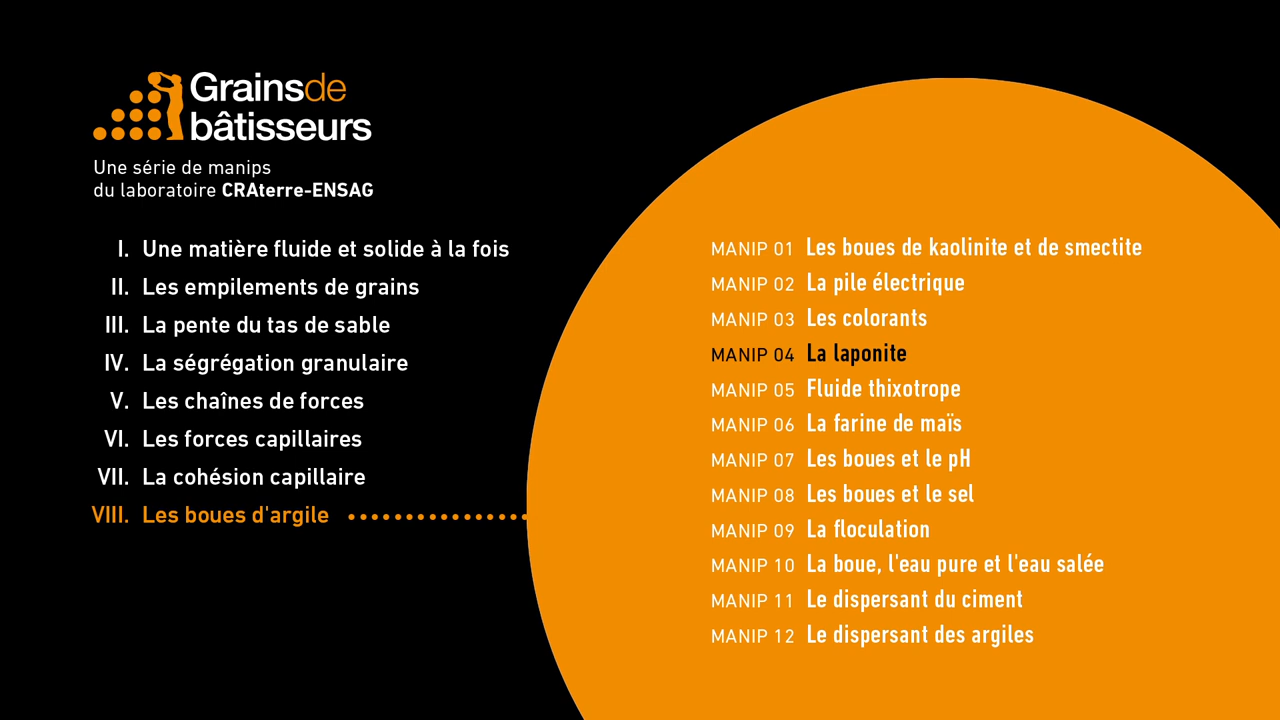 Grainsde
bâtisseurs
Une série de manips
du laboratoire CRAterre-ENSAG
I. Une matière fluide et solide à la fois
II. Les empilements de grains
III. La pente du tas de sable
IV. La ségrégation granulaire
V. Les chaînes de forces
VI. Les forces capillaires
VII. La cohésion capillaire
VIII. Les boues d'argile
MANIP 01 Les boues de kaolinite et de smectite
MANIP 02 La pile électrique
MANIP 03 Les colorants
MANIP 04 La laponite
MANIP 05 Fluide thixotrope
MANIP 06 La farine de maïs
MANIP 07 Les boues et le pH
MANIP 08 Les boues et le sel
MANIP 09 La floculation
MANIP 10 La boue, l'eau pure et l'eau salée
MANIP 11 Le dispersant du ciment
MANIP 12 Le dispersant des argiles